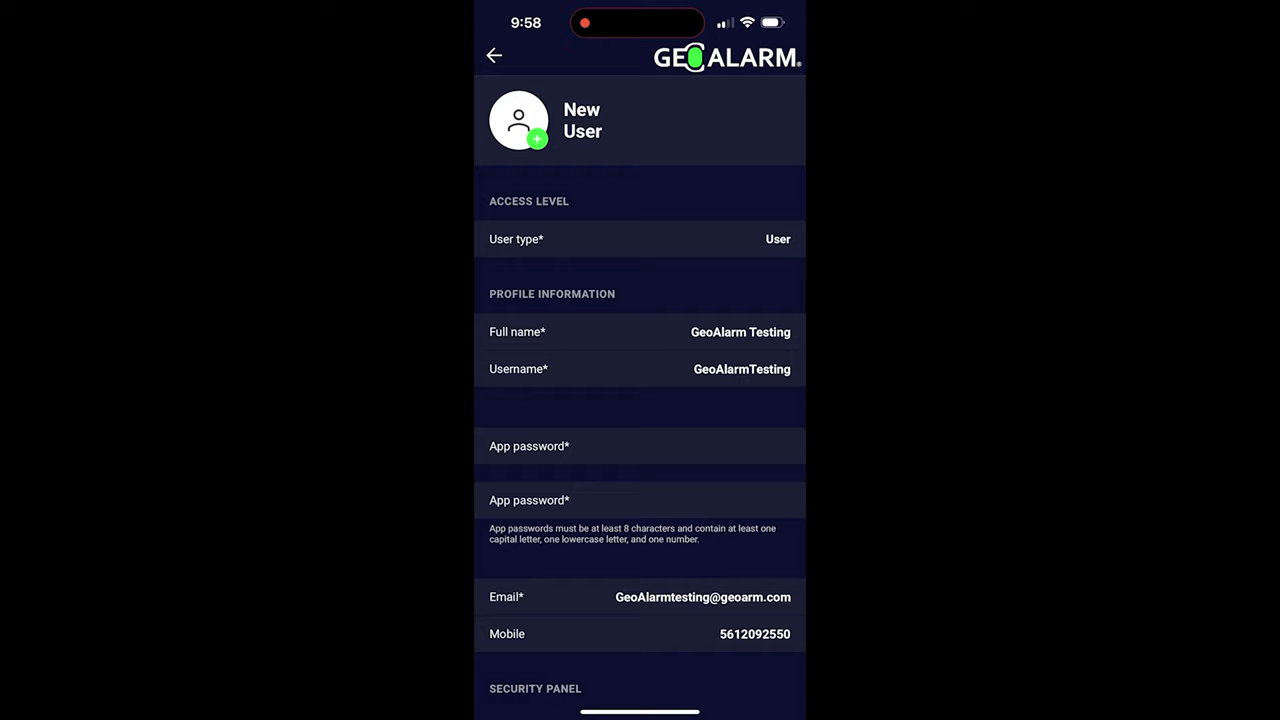 9:58
GEOALARM®
New
User
ACCESS LEVEL
User type* User
PROFILE INFORMATION
Full name* GeoAlarm Testing
Username* GeoAlarmTesting
App password*
App password*
App passwords must be at least 8 characters and contain at least one
capital letter, one lowercase letter, and one number.
Email* GeoAlarmtesting@geoarm.com
Mobile 5612092550
SECURITY PANEL